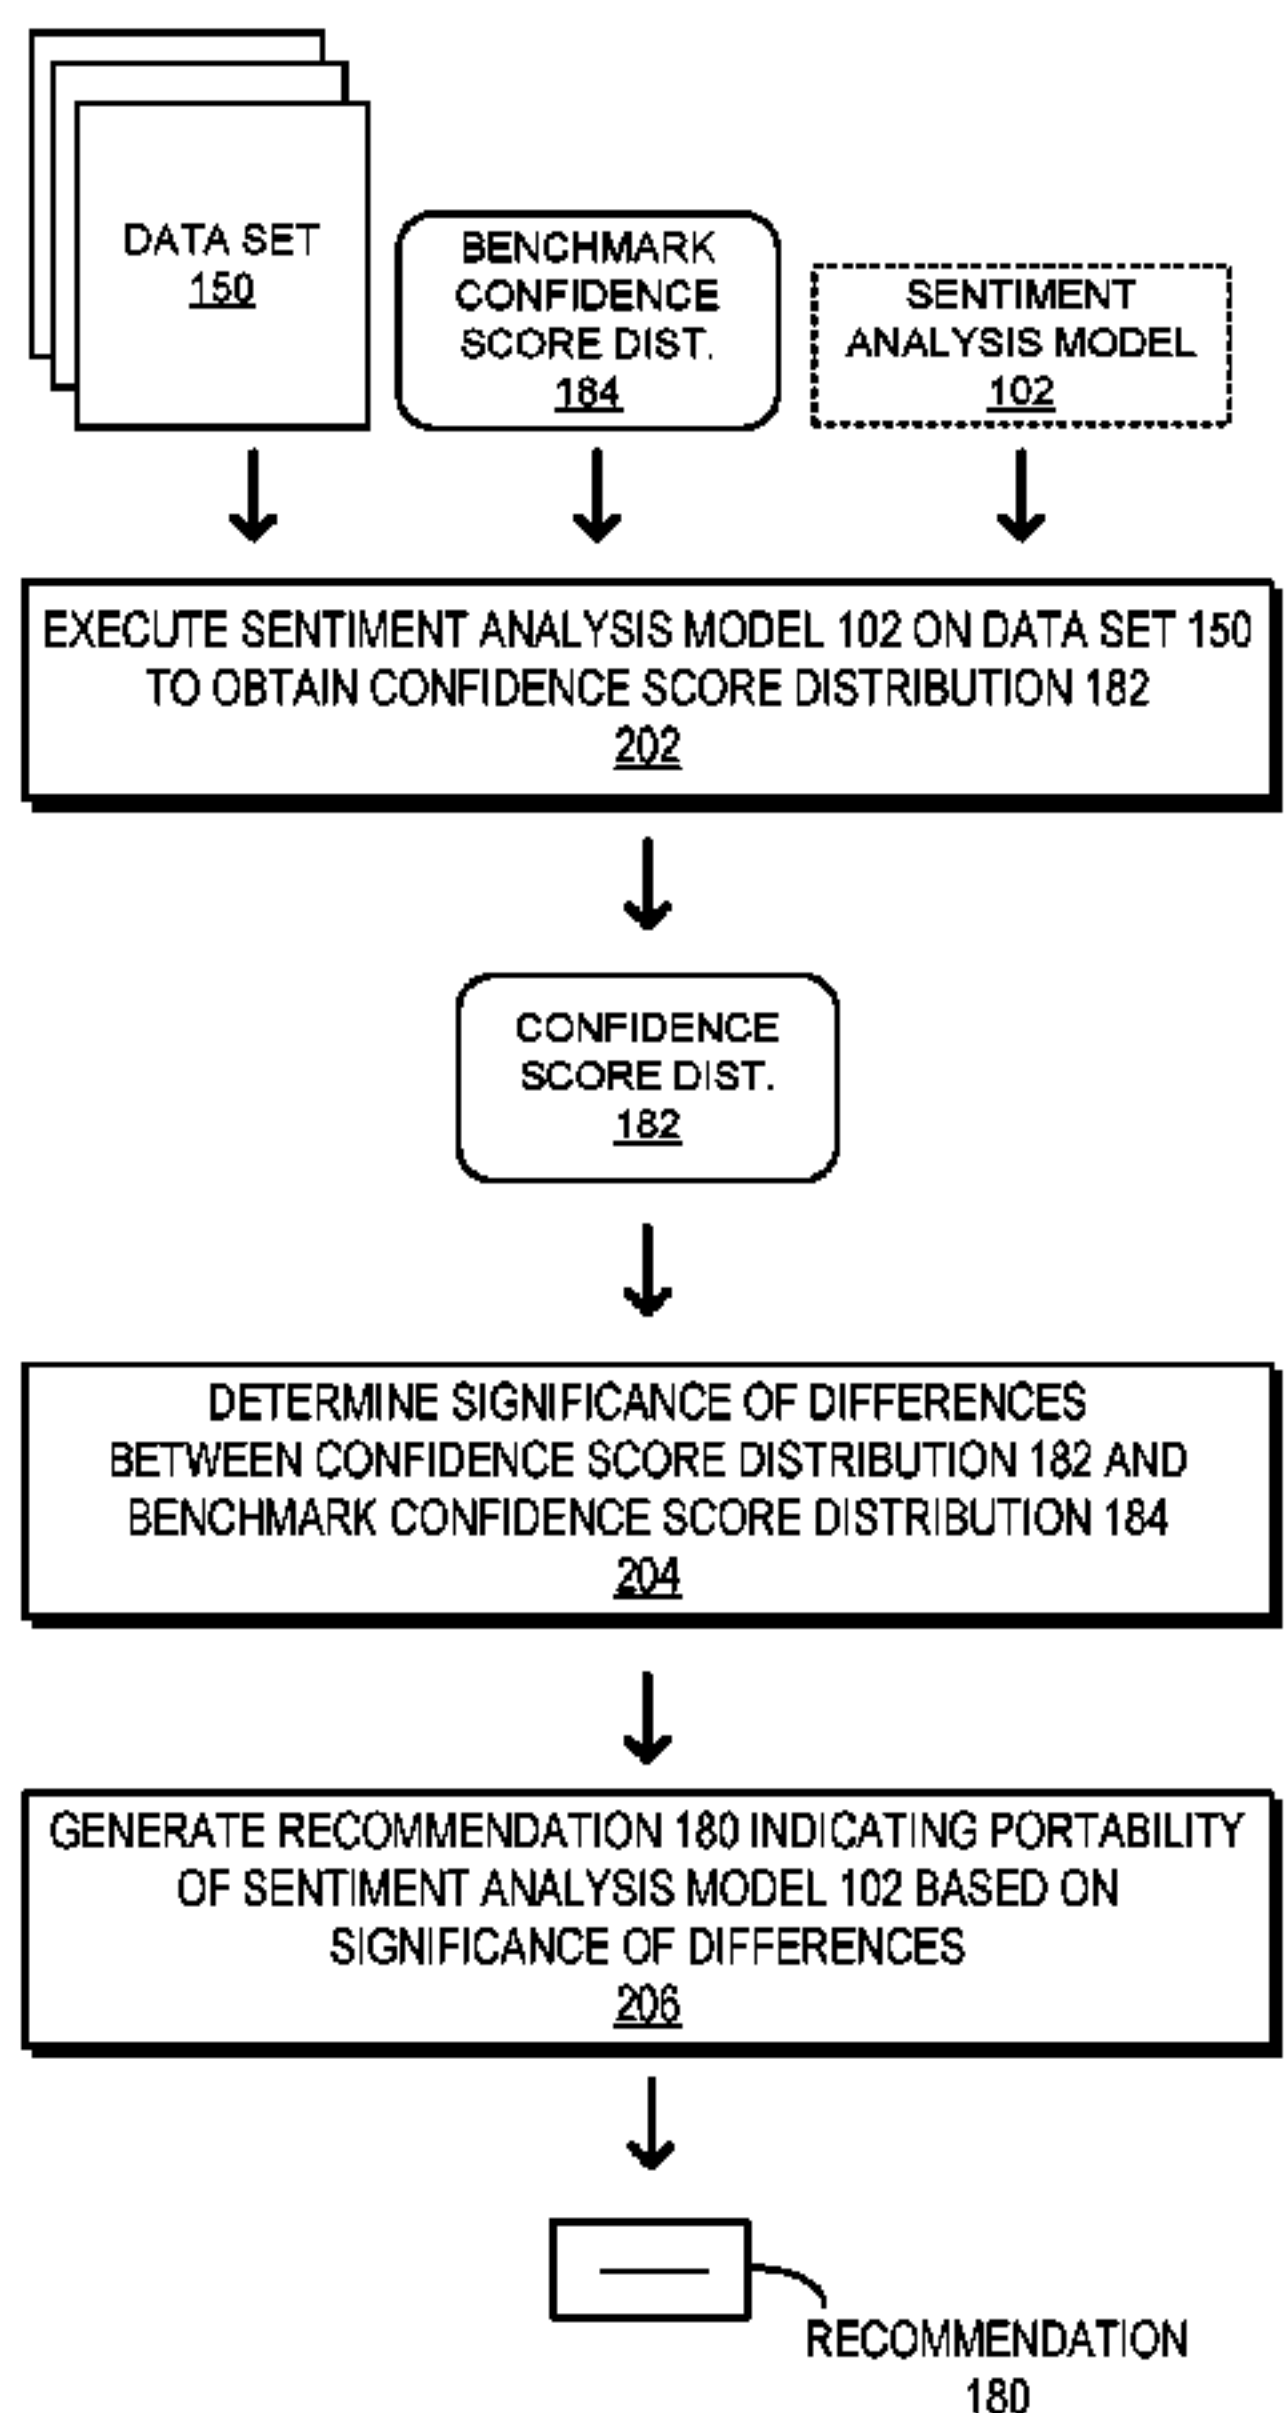 DATA SET
150
BENCHMARK
CONFIDENCE
SCORE DIST.
184
SENTIMENT
ANALYSIS MODEL
102
EXECUTE SENTIMENT ANALYSIS MODEL 102 ON DATA SET 150
TO OBTAIN CONFIDENCE SCORE DISTRIBUTION 182
202
CONFIDENCE
SCORE DIST.
182
DETERMINE SIGNIFICANCE OF DIFFERENCES
BETWEEN CONFIDENCE SCORE DISTRIBUTION 182 AND
BENCHMARK CONFIDENCE SCORE DISTRIBUTION 184
204
GENERATE RECOMMENDATION 180 INDICATING PORTABILITY
OF SENTIMENT ANALYSIS MODEL 102 BASED ON
SIGNIFICANCE OF DIFFERENCES
206
RECOMMENDATION
180